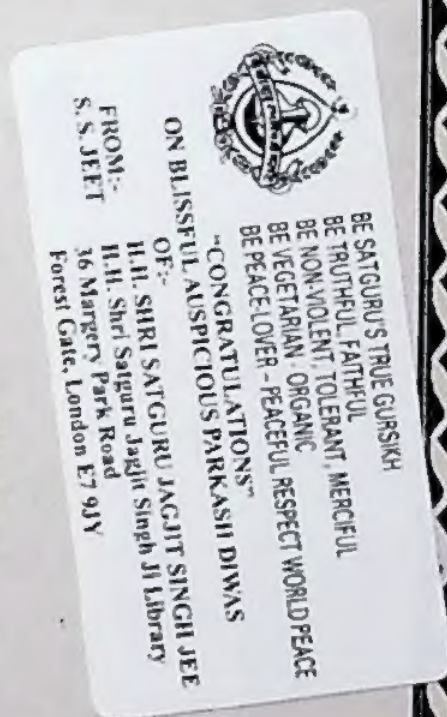 BE SATGURU'S TRUE GURSIKH
BE TRUTHFUL, FAITHFUL
BE NON-VIOLENT, TOLERANT, MERCIFUL
BE VEGETARIAN - ORGANIC
BE PEACE-LOVER - PEACEFUL RESPECT WORLD PEACE
"CONGRATULATIONS"
ON BLISSFUL AUSPICIOUS PARKASH DIWAS
OF:-
H.H. SHRI SATGURU JAGJIT SINGH JEE
FROM:- H.H. Shri Satguru Jagjit Singh Ji Library
S. S. JEET 36 Margery Park Road
Forest Gate, London E7 9JY